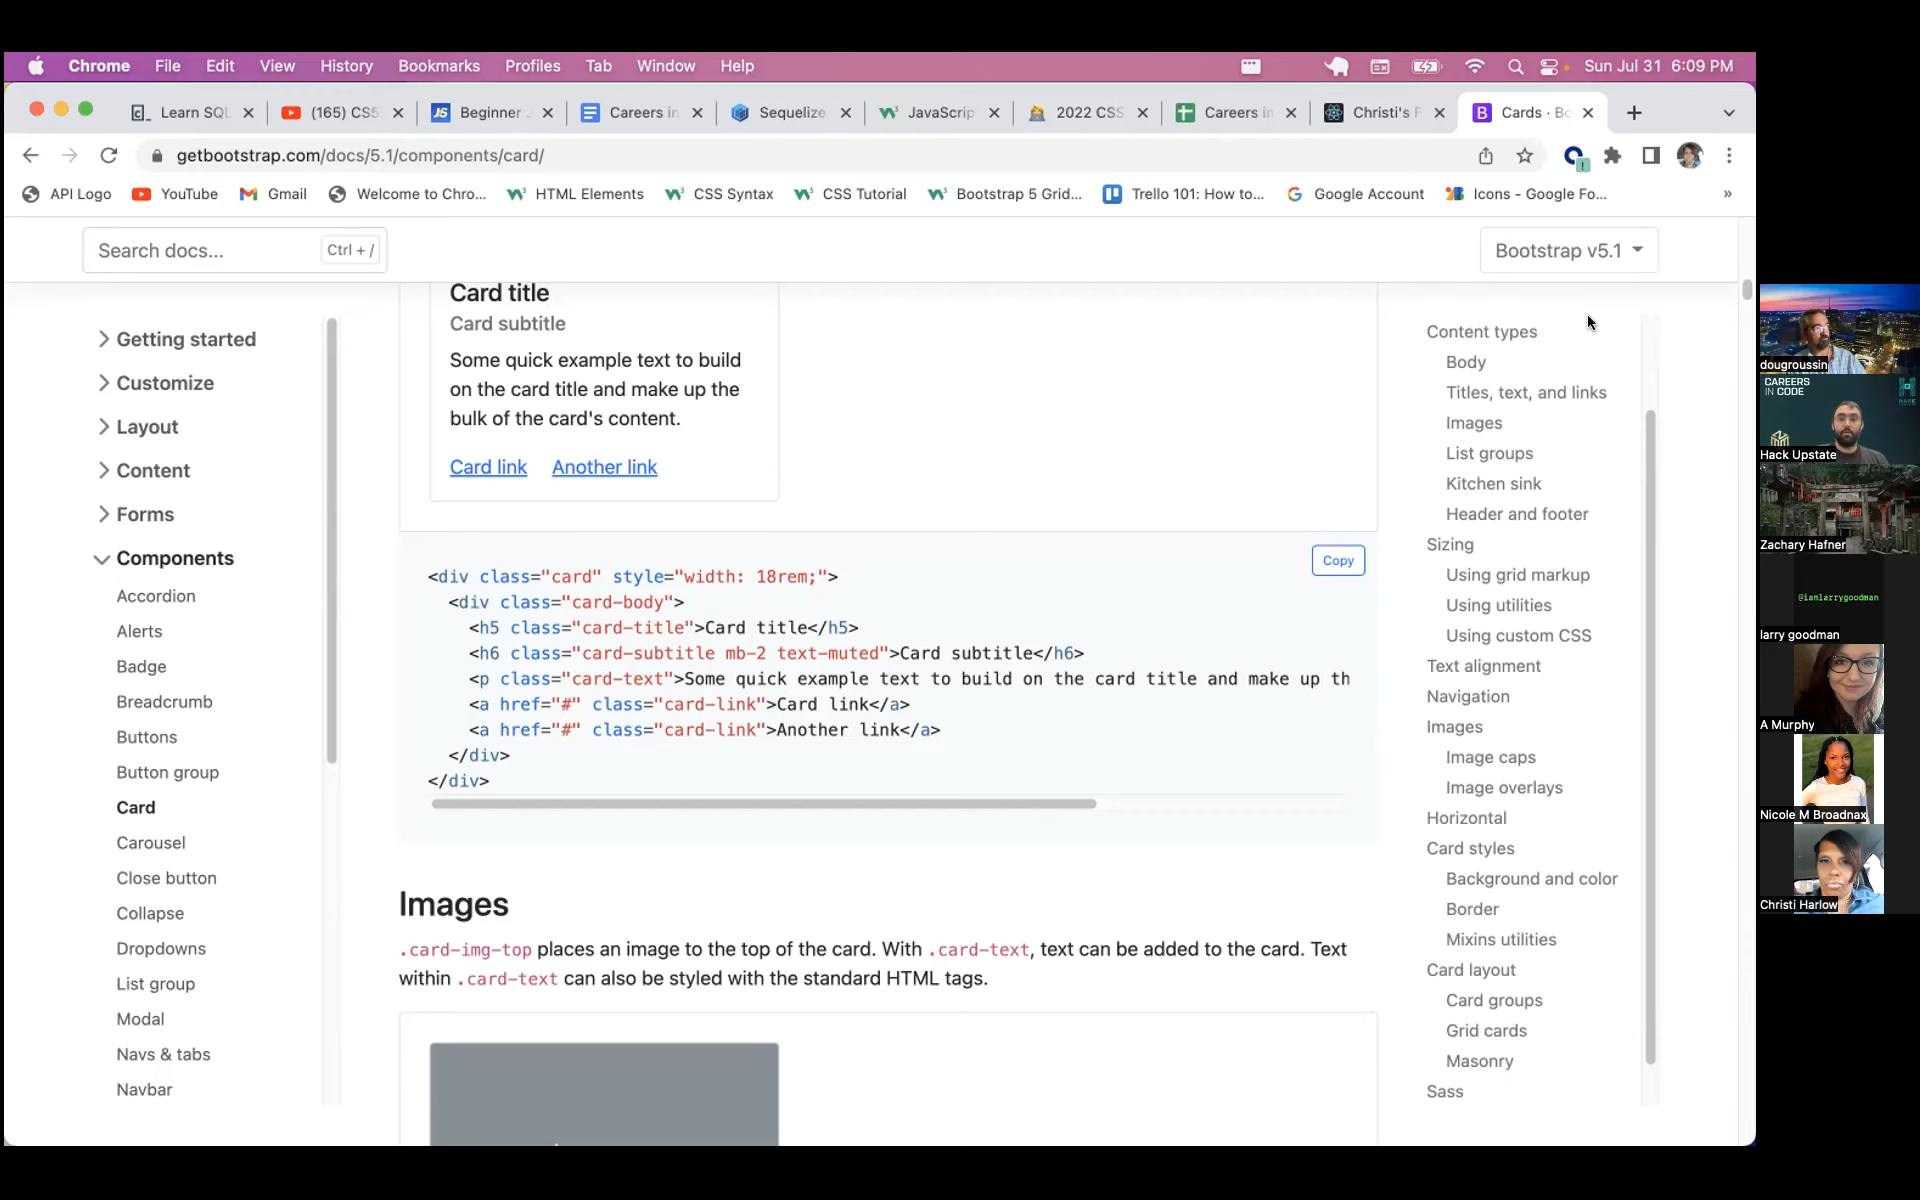 Chrome File Edit View History Bookmarks Profiles Tab Window Help Sun Jul 31 6:09 PM
Learn SQL (165) CS5 Beginner J Careers in Sequelize JavaScrip 2022 CSS Careers in Christi's F Cards · Bo
getbootstrap.com/docs/5.1/components/card/
API Logo YouTube Gmail Welcome to Chro... HTML Elements CSS Syntax CSS Tutorial Bootstrap 5 Grid... Trello 101: How to... Google Account Icons - Google Fo... »
Search docs... Ctrl + /
Bootstrap v5.1
Getting started
Customize
Layout
Content
Forms
Components
Accordion
Alerts
Badge
Breadcrumb
Buttons
Button group
Card
Carousel
Close button
Collapse
Dropdowns
List group
Modal
Navs & tabs
Navbar
Card title
Card subtitle
Some quick example text to build
on the card title and make up the
bulk of the card's content.
Card link Another link
Copy
<div class="card" style="width: 18rem;">
<div class="card-body">
<h5 class="card-title">Card title</h5>
<h6 class="card-subtitle mb-2 text-muted">Card subtitle</h6>
<p class="card-text">Some quick example text to build on the card title and make up th
<a href="#" class="card-link">Card link</a>
<a href="#" class="card-link">Another link</a>
</div>
</div>
Images
.card-img-top places an image to the top of the card. With .card-text, text can be added to the card. Text
within .card-text can also be styled with the standard HTML tags.
Content types
Body
Titles, text, and links
Images
List groups
Kitchen sink
Header and footer
Sizing
Using grid markup
Using utilities
Using custom CSS
Text alignment
Navigation
Images
Image caps
Image overlays
Horizontal
Card styles
Background and color
Border
Mixins utilities
Card layout
Card groups
Grid cards
Masonry
Sass
dougroussin
CAREERS
IN CODE
Hack Upstate
Zachary Hafner
@iamlarrygoodman
larry goodman
A Murphy
Nicole M Broadnax
Christi Harlow